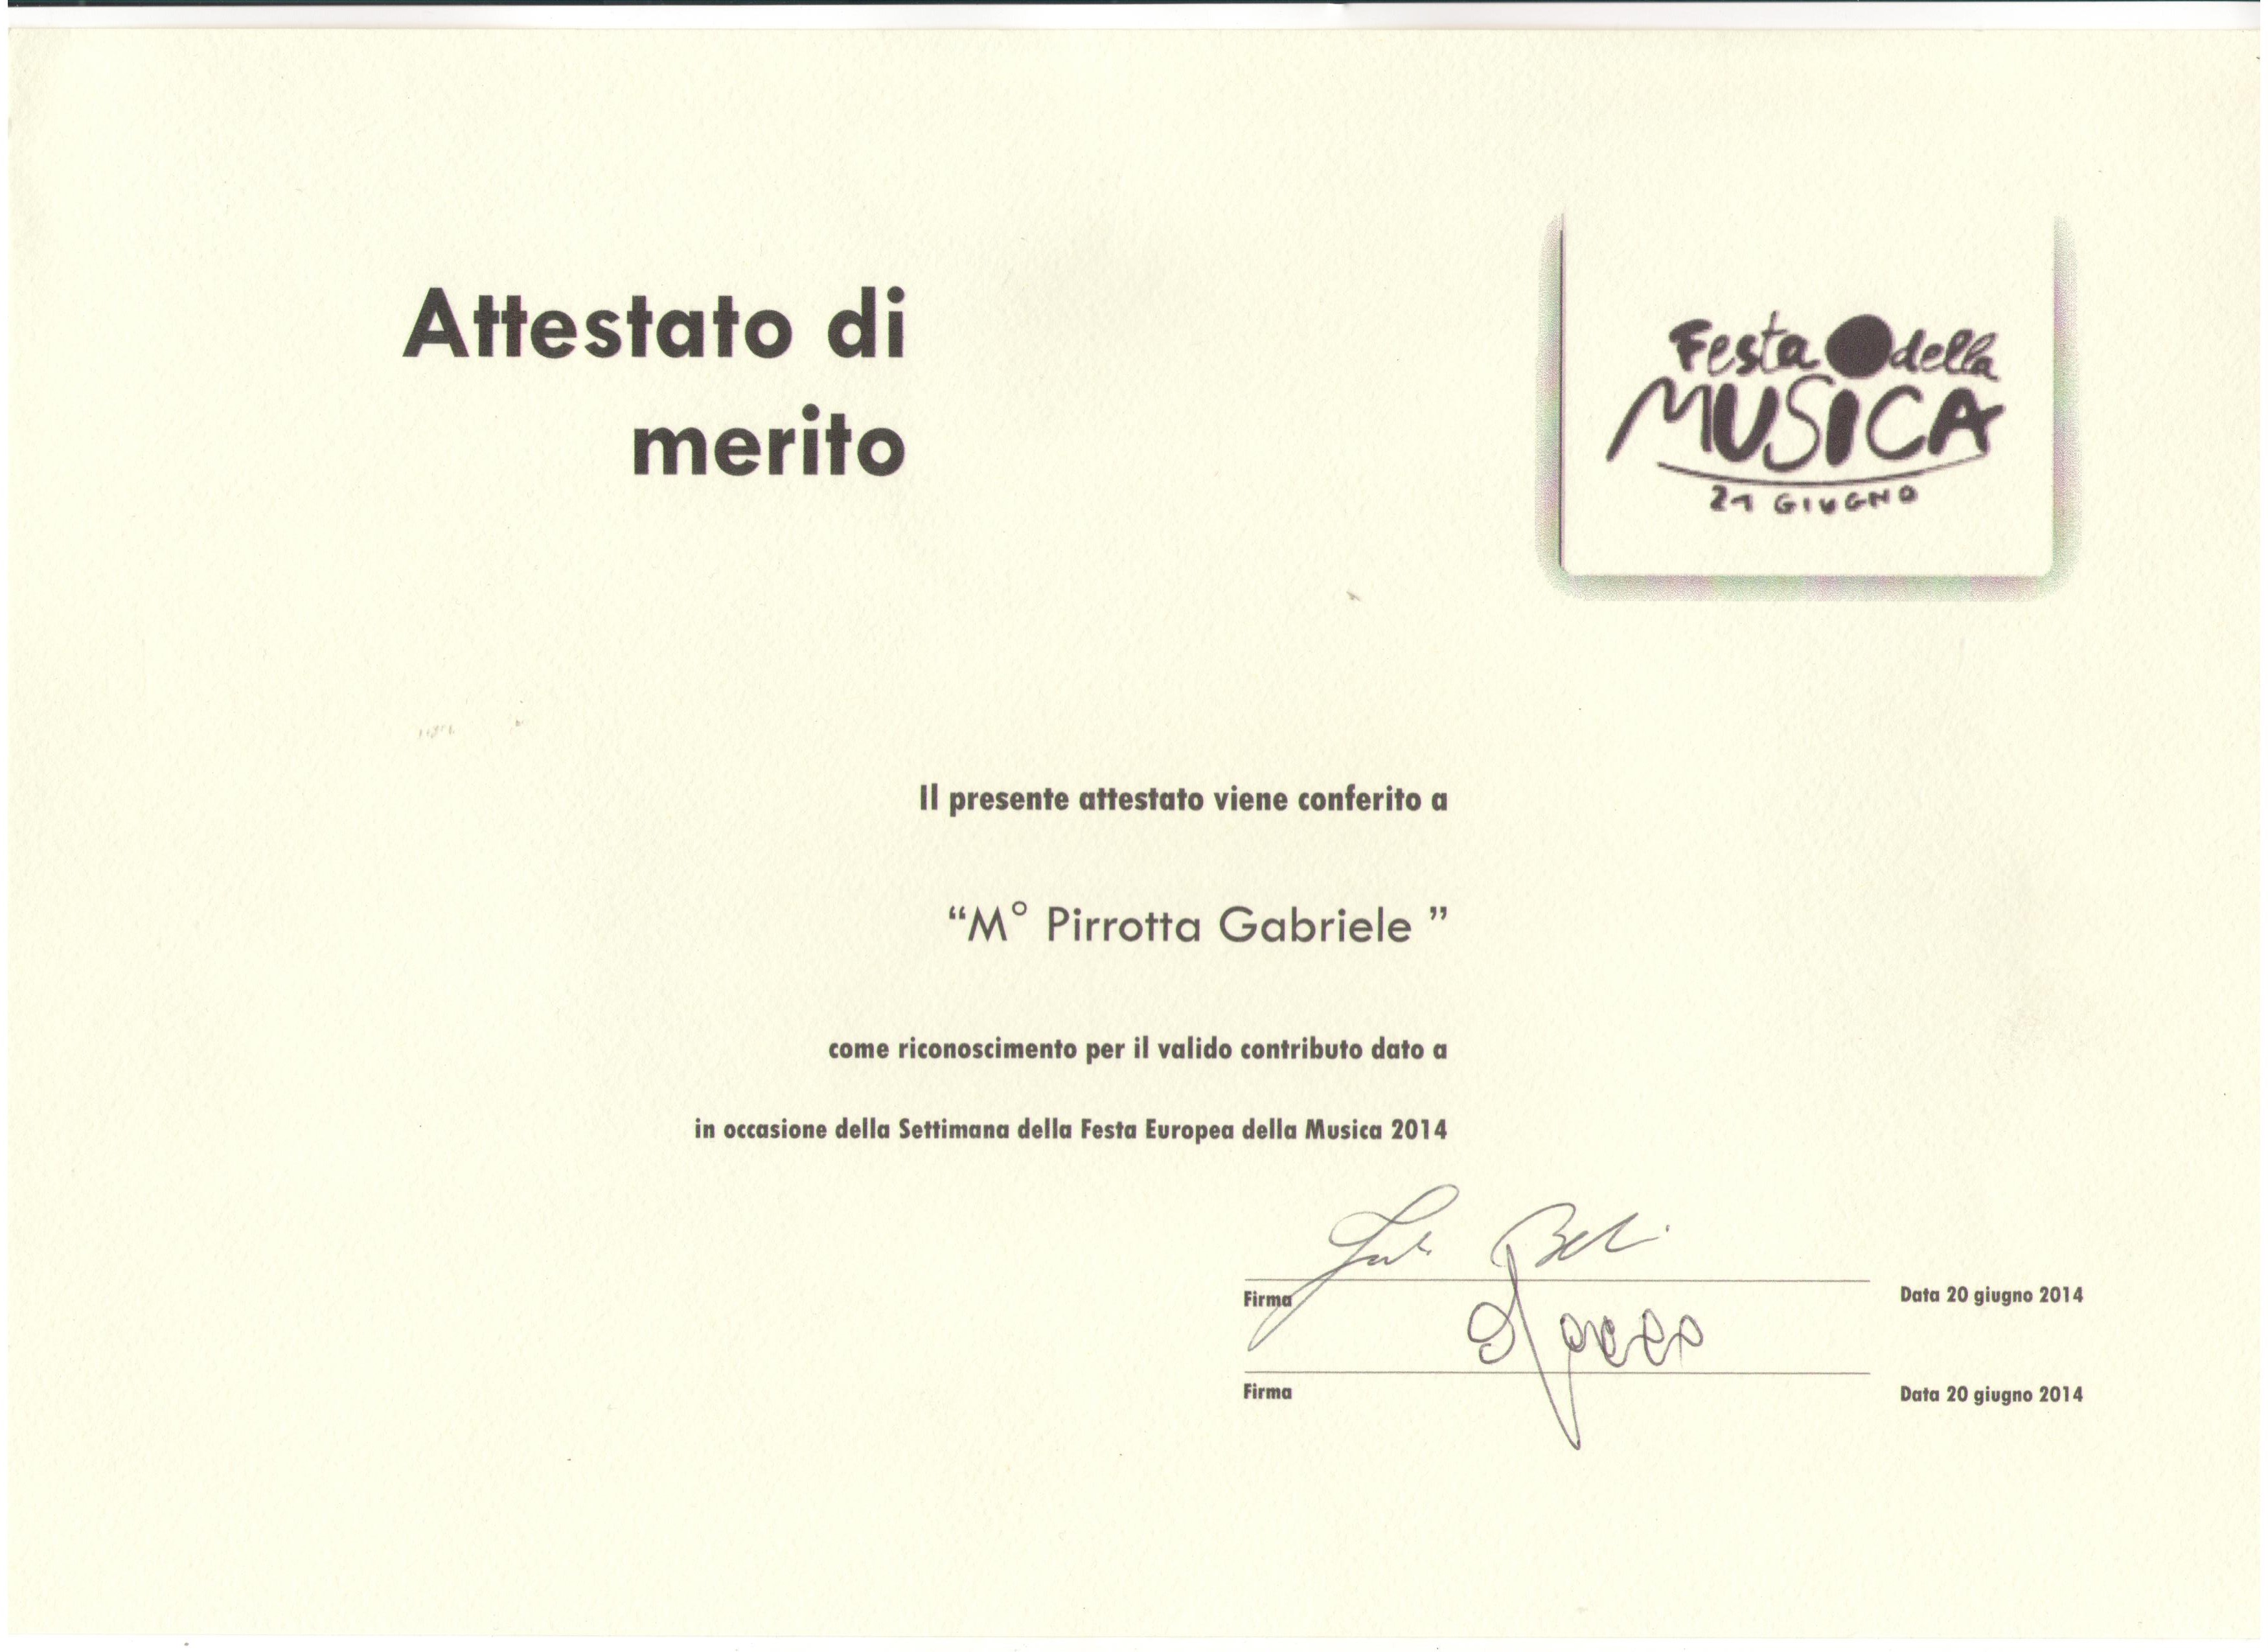 Attestato di
merito
Festa della
MUSICA
21 GIUGNO
Il presente attestato viene conferito a
“M° Pirrotta Gabriele ”
come riconoscimento per il valido contributo dato a
in occasione della Settimana della Festa Europea della Musica 2014
Firma
Data 20 giugno 2014
Firma
Data 20 giugno 2014